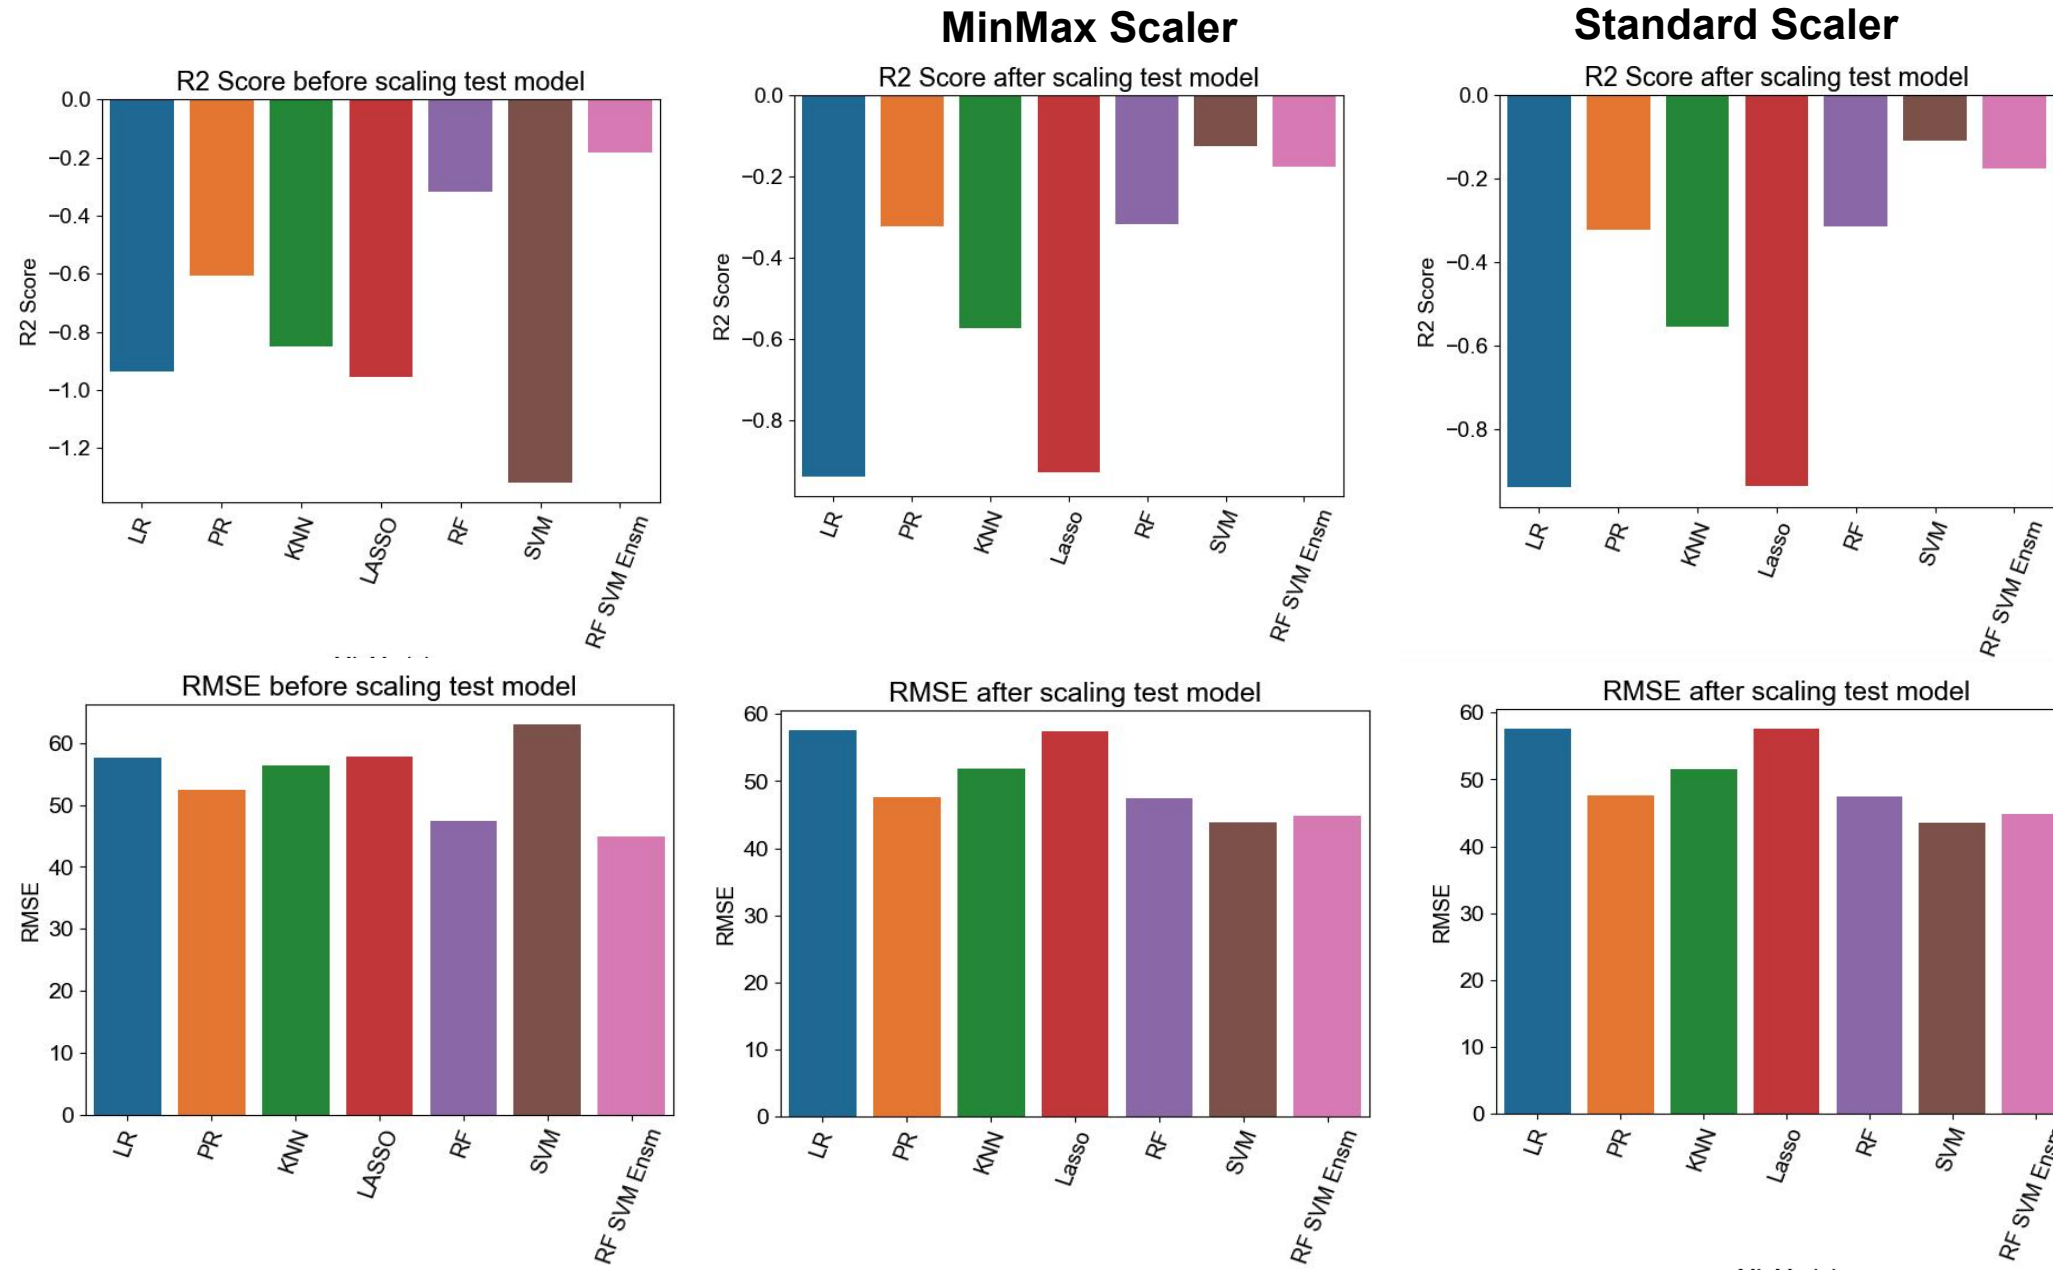 MinMax Scaler
Standard Scaler
R2 Score before scaling test model
0.0
−0.2
−0.4
−0.6
−0.8
−1.0
−1.2
R2 Score
LR
PR
KNN
LASSO
RF
SVM
RF SVM Ensm
R2 Score after scaling test model
0.0
−0.2
−0.4
−0.6
−0.8
R2 Score
LR
PR
KNN
Lasso
RF
SVM
RF SVM Ensm
R2 Score after scaling test model
0.0
−0.2
−0.4
−0.6
−0.8
R2 Score
LR
PR
KNN
Lasso
RF
SVM
RF SVM Ensm
RMSE before scaling test model
60
50
40
30
20
10
0
RMSE
LR
PR
KNN
LASSO
RF
SVM
RF SVM Ensm
RMSE after scaling test model
60
50
40
30
20
10
0
RMSE
LR
PR
KNN
Lasso
RF
SVM
RF SVM Ensm
RMSE after scaling test model
60
50
40
30
20
10
0
RMSE
LR
PR
KNN
Lasso
RF
SVM
RF SVM Ensm